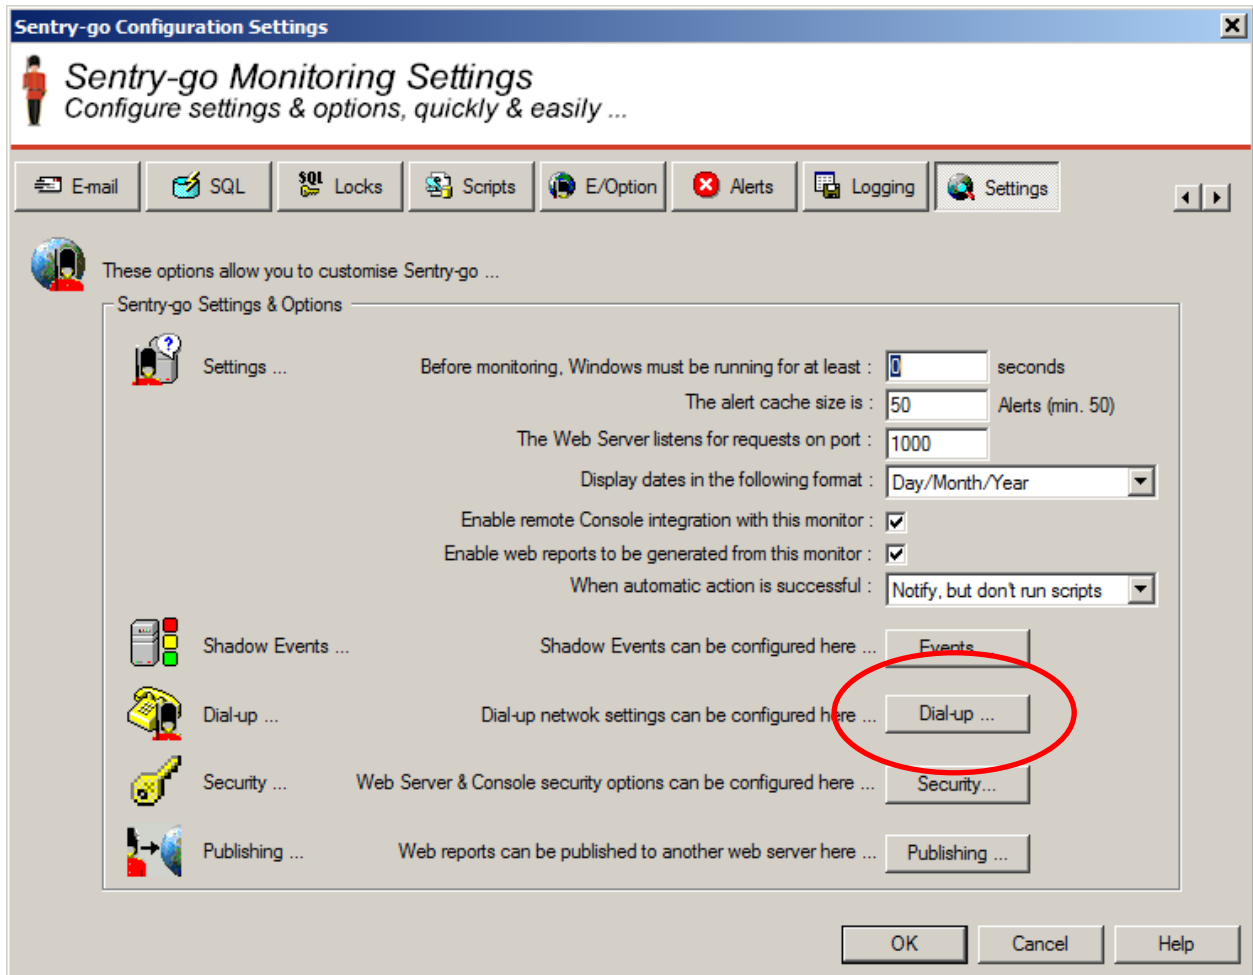 Sentry-go Configuration Settings
Sentry-go Monitoring Settings
Configure settings & options, quickly & easily ...
E-mail
SQL
SQL Locks
Scripts
E/Option
Alerts
Logging
Settings
These options allow you to customise Sentry-go ...
Sentry-go Settings & Options
Settings ... Before monitoring, Windows must be running for at least : 0 seconds
The alert cache size is : 50 Alerts (min. 50)
The Web Server listens for requests on port : 1000
Display dates in the following format : Day/Month/Year
Enable remote Console integration with this monitor :
Enable web reports to be generated from this monitor :
When automatic action is successful : Notify, but don't run scripts
Shadow Events ... Shadow Events can be configured here ... Events ...
Dial-up ... Dial-up netwok settings can be configured here ... Dial-up ...
Security ... Web Server & Console security options can be configured here ... Security...
Publishing ... Web reports can be published to another web server here ... Publishing ...
OK Cancel Help